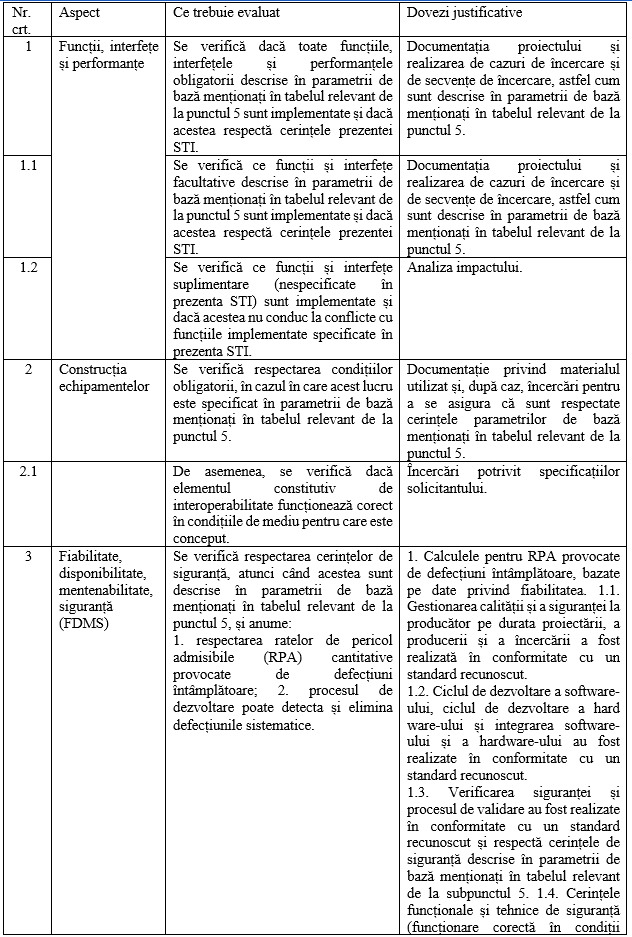 Nr. crt.
Aspect
Ce trebuie evaluat
Dovezi justificative
1
Funcții, interfețe
și performanțe
Se verifică dacă toate funcțiile,
interfețele și performanțele
obligatorii descrise în parametrii de
bază menționați în tabelul relevant de
la punctul 5 sunt implementate și dacă
acestea respectă cerințele prezentei
STI.
Documentația proiectului și
realizarea de cazuri de încercare și
de secvențe de încercare, astfel cum
sunt descrise în parametrii de bază
menționați în tabelul relevant de la
punctul 5.
1.1
Se verifică ce funcții și interfețe
facultative descrise în parametrii de
bază menționați în tabelul relevant de
la punctul 5 sunt implementate și dacă
acestea respectă cerințele prezentei
STI.
Documentația proiectului și
realizarea de cazuri de încercare și
de secvențe de încercare, astfel cum
sunt descrise în parametrii de bază
menționați în tabelul relevant de la
punctul 5.
1.2
Se verifică ce funcții și interfețe
suplimentare (nespecificate în
prezenta STI) sunt implementate și
dacă acestea nu conduc la conflicte cu
funcțiile implementate specificate în
prezenta STI.
Analiza impactului.
2
Construcția
echipamentelor
Se verifică respectarea condițiilor
obligatorii, în cazul în care acest lucru
este specificat în parametrii de bază
menționați în tabelul relevant de la
punctul 5.
Documentație privind materialul
utilizat și, după caz, încercări pentru
a se asigura că sunt respectate
cerințele parametrilor de bază
menționați în tabelul relevant de la
punctul 5.
2.1
De asemenea, se verifică dacă
elementul constitutiv de
interoperabilitate funcționează corect
în condițiile de mediu pentru care este
conceput.
Încercări potrivit specificațiilor
solicitantului.
3
Fiabilitate,
disponibilitate,
mentenabilitate,
siguranță
(FDMS)
Se verifică respectarea cerințelor de
siguranță, atunci când acestea sunt
descrise în parametrii de bază
menționați în tabelul relevant de la
punctul 5, și anume:
1. respectarea ratelor de pericol
admisibile (RPA) cantitative
provocate de defecțiuni
întâmplătoare; 2. procesul de
dezvoltare poate detecta și elimina
defecțiunile sistematice.
1. Calculele pentru RPA provocate
de defecțiuni întâmplătoare, bazate
pe date privind fiabilitatea. 1.1.
Gestionarea calității și a siguranței la
producător pe durata proiectării, a
producerii și a încercării a fost
realizată în conformitate cu un
standard recunoscut.
1.2. Ciclul de dezvoltare a software-
ului, ciclul de dezvoltare a hard
ware-ului și integrarea software-
ului și a hardware-ului au fost
realizate în conformitate cu un
standard recunoscut.
1.3. Verificarea siguranței și
procesul de validare au fost realizate
în conformitate cu un standard
recunoscut și respectă cerințele de
siguranță descrise în parametrii de
bază menționați în tabelul relevant
de la subpunctul 5. 1.4. Cerințele
funcționale și tehnice de siguranță
(funcționare corectă în condiții